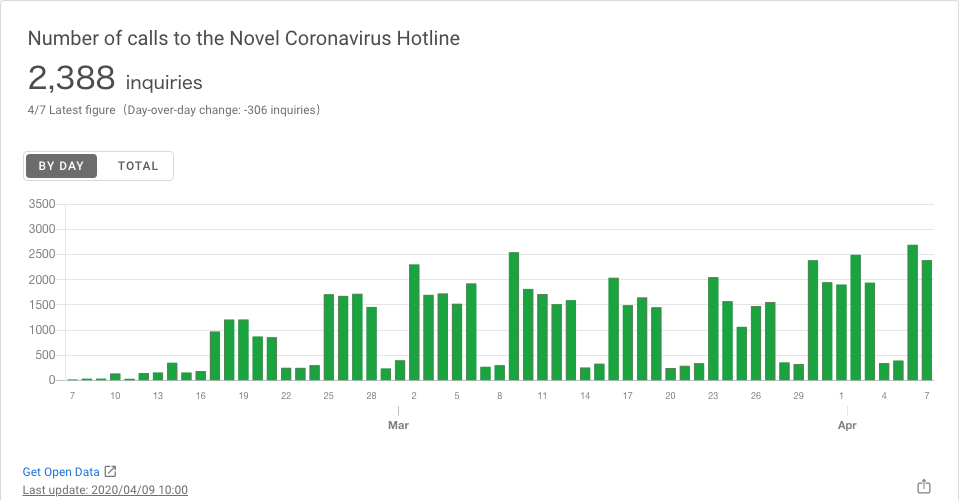 Number of calls to the Novel Coronavirus Hotline
2,388 inquiries
4/7 Latest figure（Day-over-day change: -306 inquiries）
BY DAY TOTAL
3500
3000
2500
2000
1500
1000
500
0
7 10 13 16 19 22 25 28 2 5 8 11 14 17 20 23 26 29 1 4 7
Mar Apr
Get Open Data
Last update: 2020/04/09 10:00